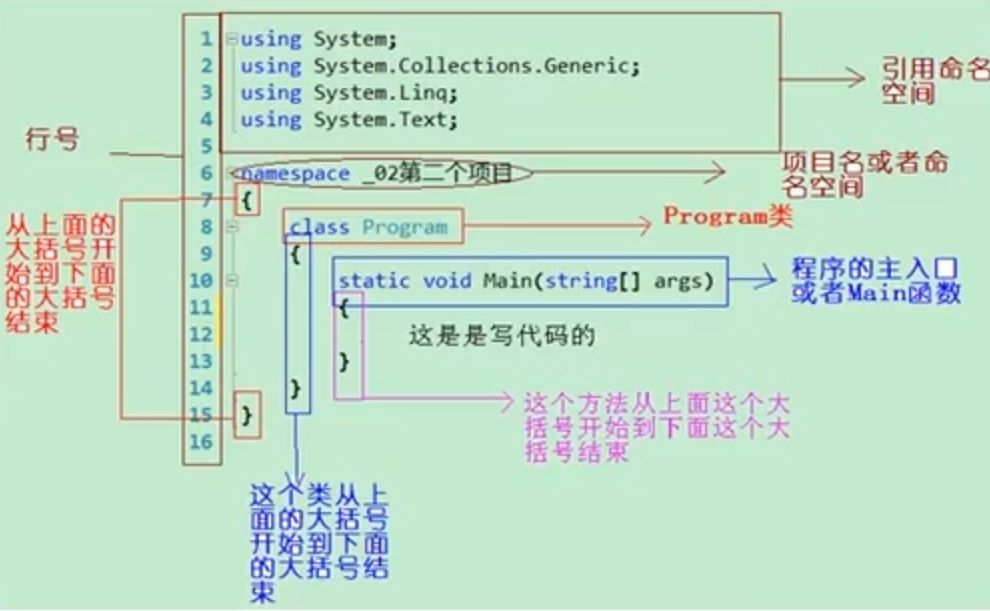 1 using System;
2 using System.Collections.Generic;
3 using System.Linq;
4 using System.Text;
5
6 namespace _02第二个项目
7 {
8 class Program
9 {
10 static void Main(string[] args)
11 {
12 这是是写代码的
13 }
14 }
15 }
16
引用命名
空间
行号
项目名或者命
名空间
Program类
从上面的
大括号开
始到下面
的大括号
结束
程序的主入口
或者Main函数
这个方法从上面这个大
括号开始到下面这个大
括号结束
这个类从上
面的大括号
开始到下面
的大括号结
束